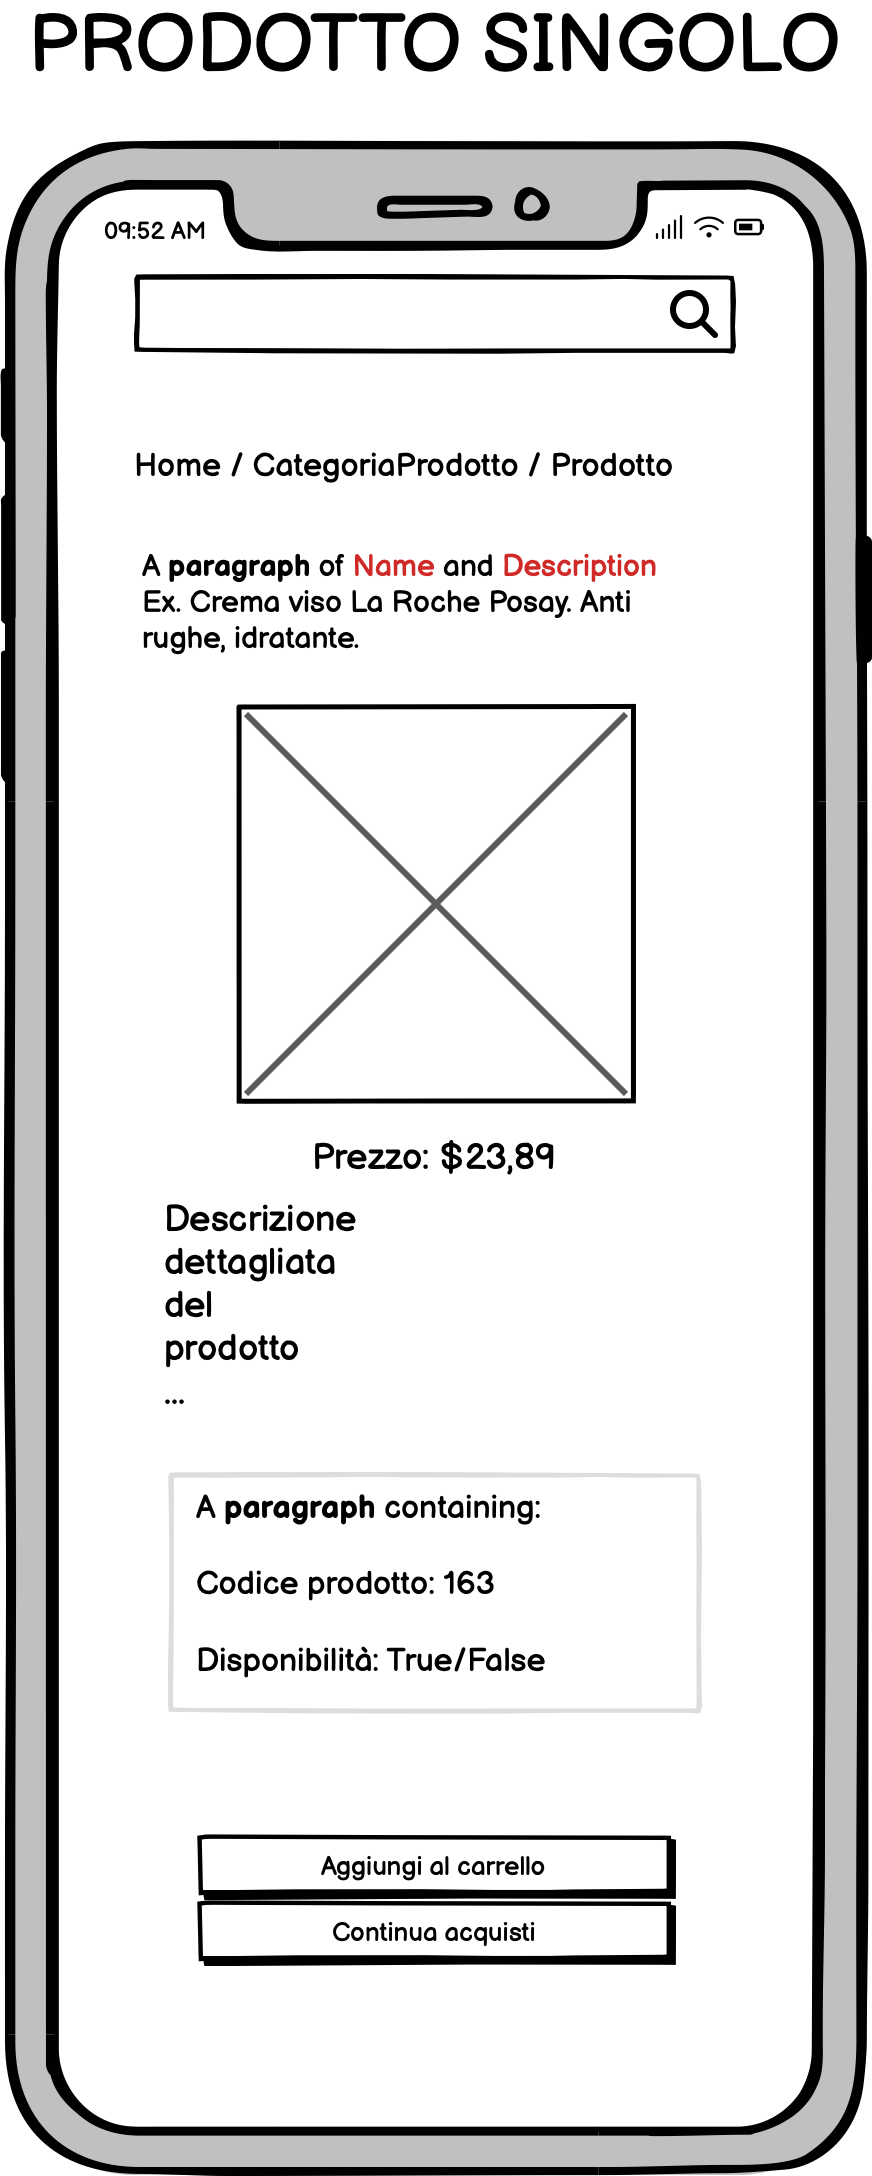 PRODOTTO SINGOLO
09:52 AM
Home / CategoriaProdotto / Prodotto
A paragraph of Name and Description
Ex. Crema viso La Roche Posay. Anti
rughe, idratante.
Prezzo: $23,89
Descrizione
dettagliata
del
prodotto
...
A paragraph containing:
Codice prodotto: 163
Disponibilità: True/False
Aggiungi al carrello
Continua acquisti